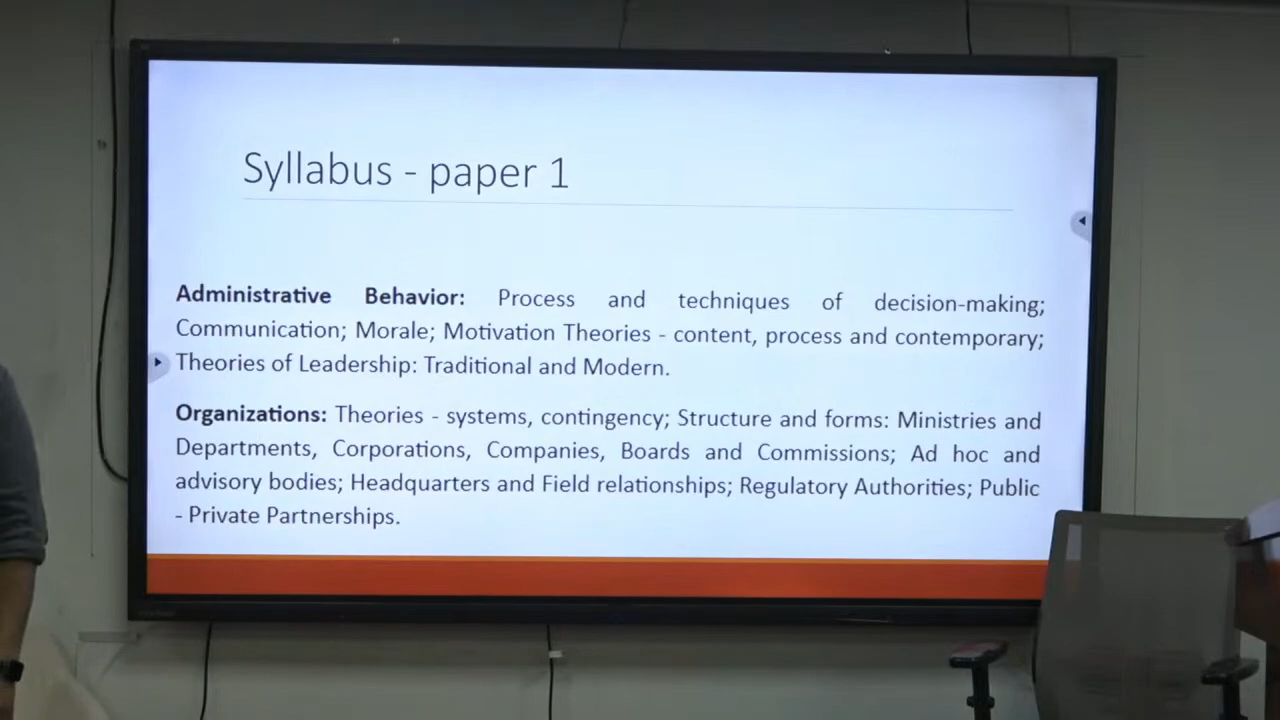 Syllabus - paper 1
Administrative Behavior: Process and techniques of decision-making;
Communication; Morale; Motivation Theories - content, process and contemporary;
Theories of Leadership: Traditional and Modern.
Organizations: Theories - systems, contingency; Structure and forms: Ministries and
Departments, Corporations, Companies, Boards and Commissions; Ad hoc and
advisory bodies; Headquarters and Field relationships; Regulatory Authorities; Public
- Private Partnerships.